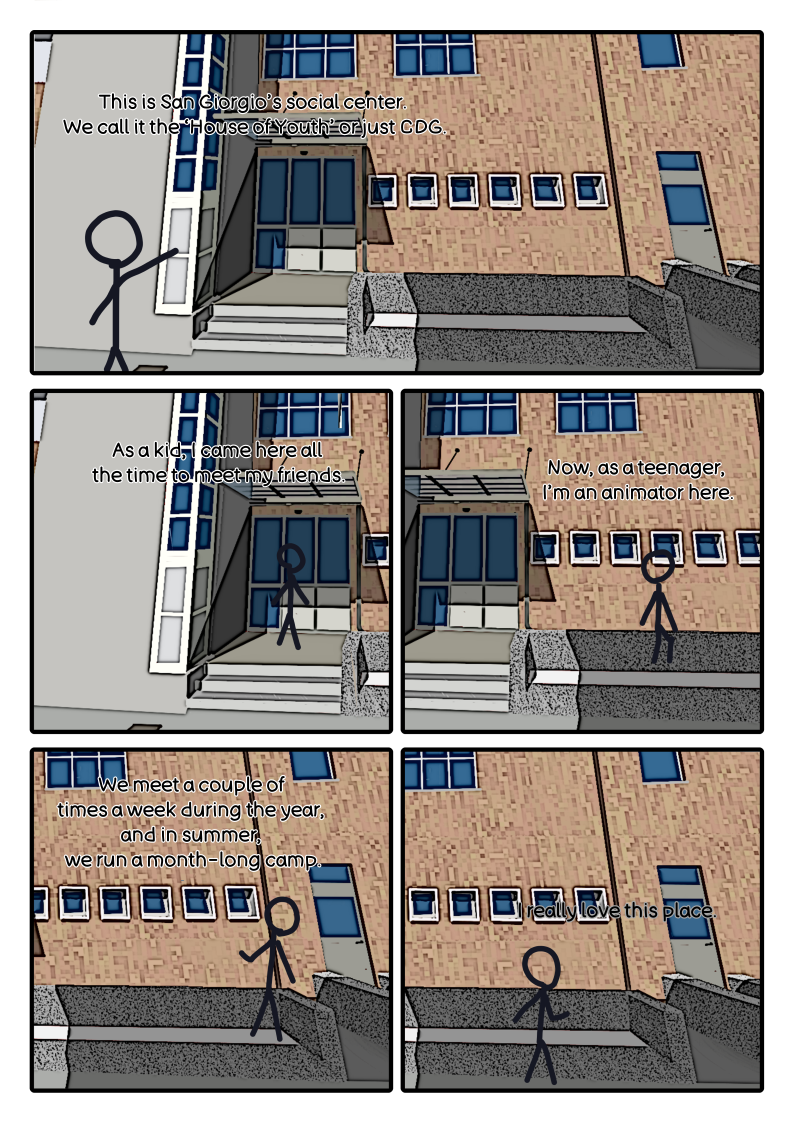 This is San Giorgio's social center.
We call it the 'House of Youth' or just CDG.
As a kid, I came here all
the time to meet my friends.
Now, as a teenager,
I'm an animator here.
We meet a couple of
times a week during the year,
and in summer,
we run a month-long camp.
I really love this place.